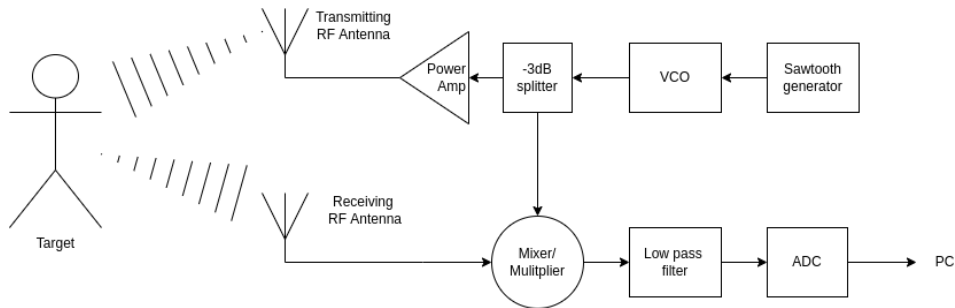 Transmitting
RF Antenna
Power
Amp
-3dB
splitter
VCO
Sawtooth
generator
Target
Receiving
RF Antenna
Mixer/
Mulitplier
Low pass
filter
ADC
PC